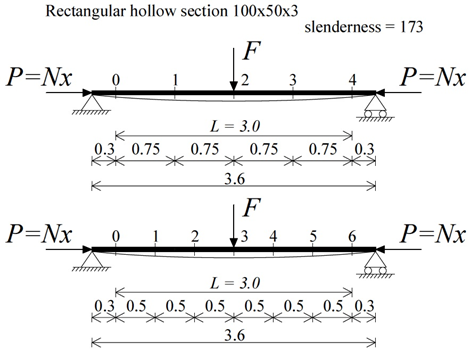 Rectangular hollow section 100x50x3
slenderness = 173
F
P=Nx P=Nx
0 1 2 3 4
L = 3.0
0.3 0.75 0.75 0.75 0.75 0.3
3.6
F
P=Nx P=Nx
0 1 2 3 4 5 6
L = 3.0
0.3 0.5 0.5 0.5 0.5 0.5 0.5 0.3
3.6